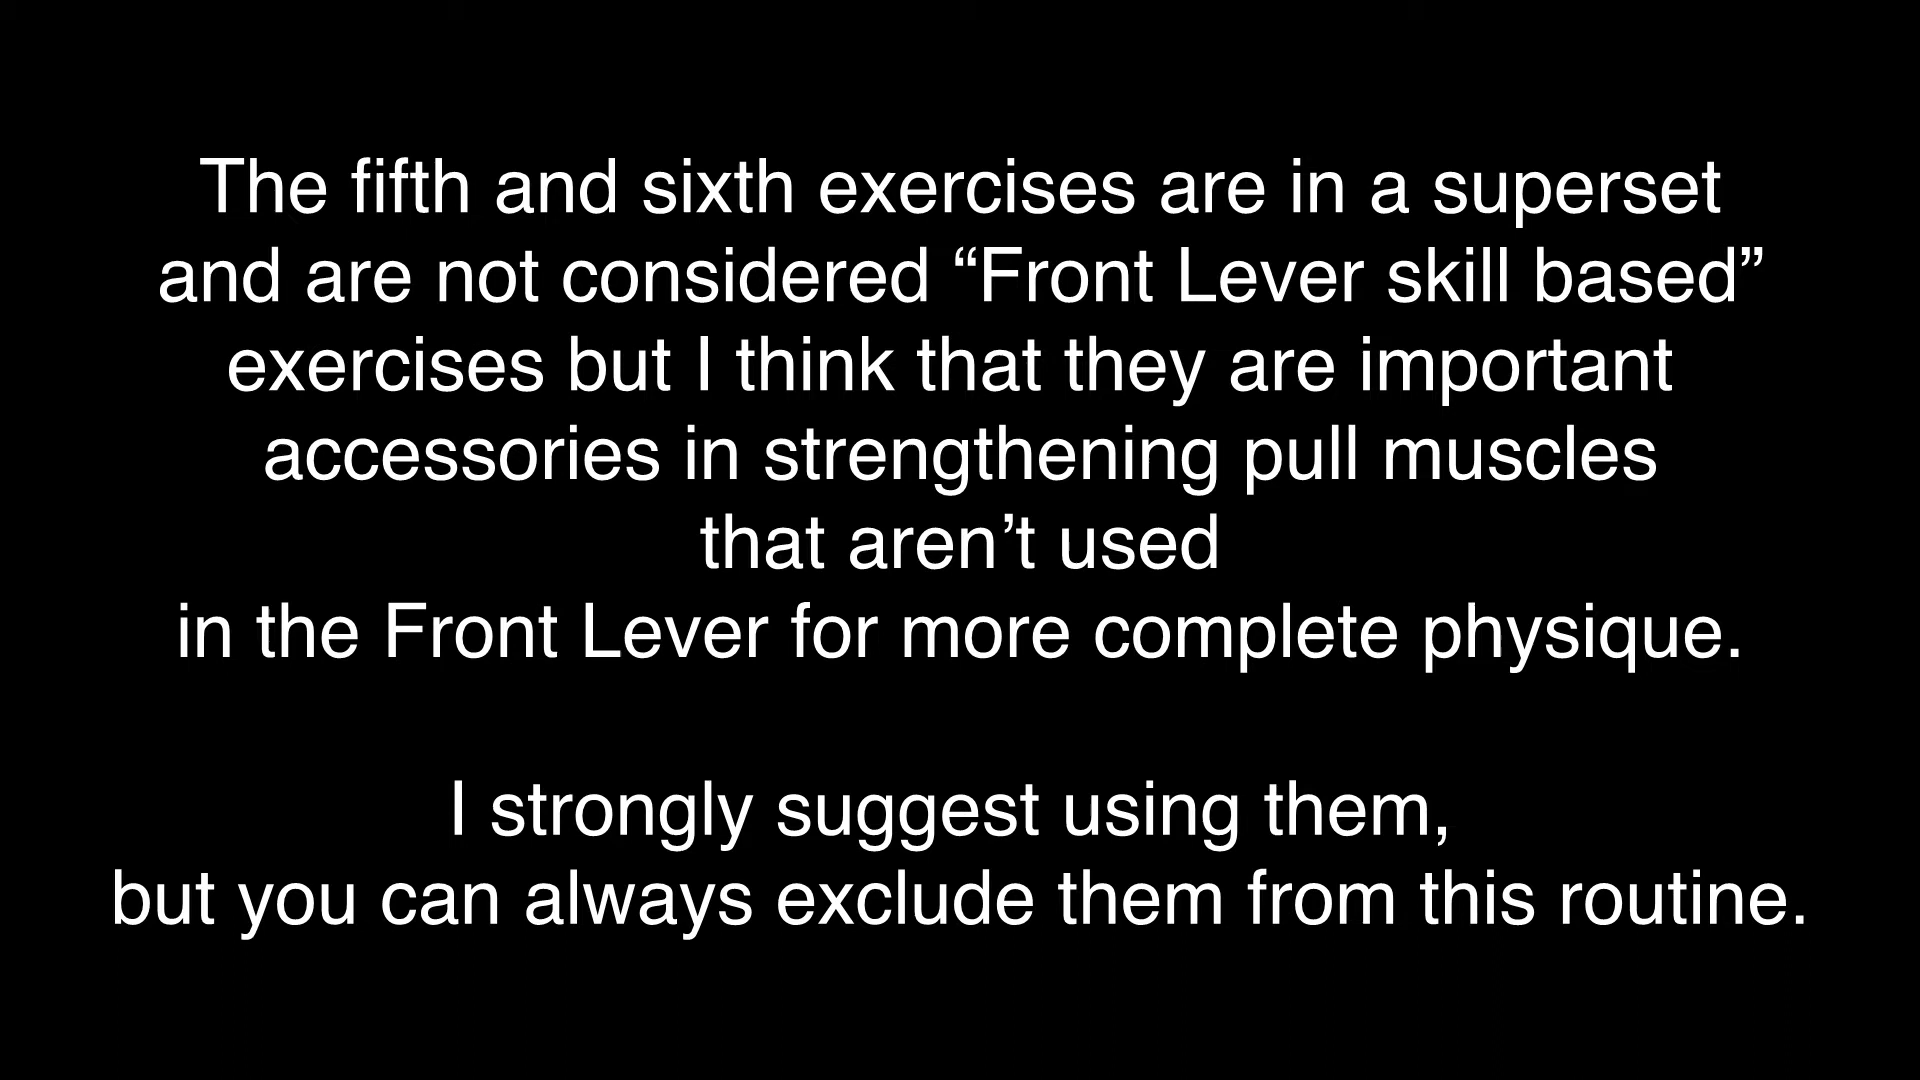 The fifth and sixth exercises are in a superset
and are not considered “Front Lever skill based”
exercises but I think that they are important
accessories in strengthening pull muscles
that aren’t used
in the Front Lever for more complete physique.
I strongly suggest using them,
but you can always exclude them from this routine.